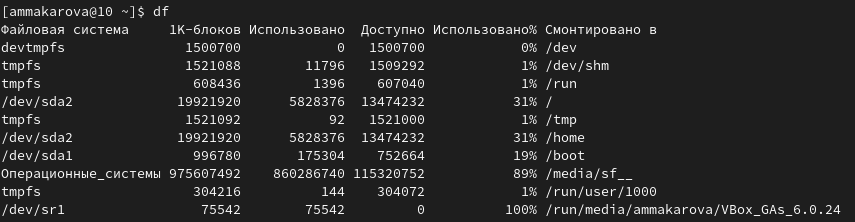 [ammakarova@10 ~]$ df
Файловая система     1K-блоков Использовано  Доступно Использовано% Смонтировано в
devtmpfs               1500700            0   1500700            0% /dev
tmpfs                  1521088        11796   1509292            1% /dev/shm
tmpfs                   608436         1396    607040            1% /run
/dev/sda2             19921920      5828376  13474232           31% /
tmpfs                  1521092           92   1521000            1% /tmp
/dev/sda2             19921920      5828376  13474232           31% /home
/dev/sda1               996780       175304    752664           19% /boot
Операционные_системы 975607492    860286740 115320752           89% /media/sf__
tmpfs                   304216          144    304072            1% /run/user/1000
/dev/sr1                 75542        75542         0          100% /run/media/ammakarova/VBox_GAs_6.0.24